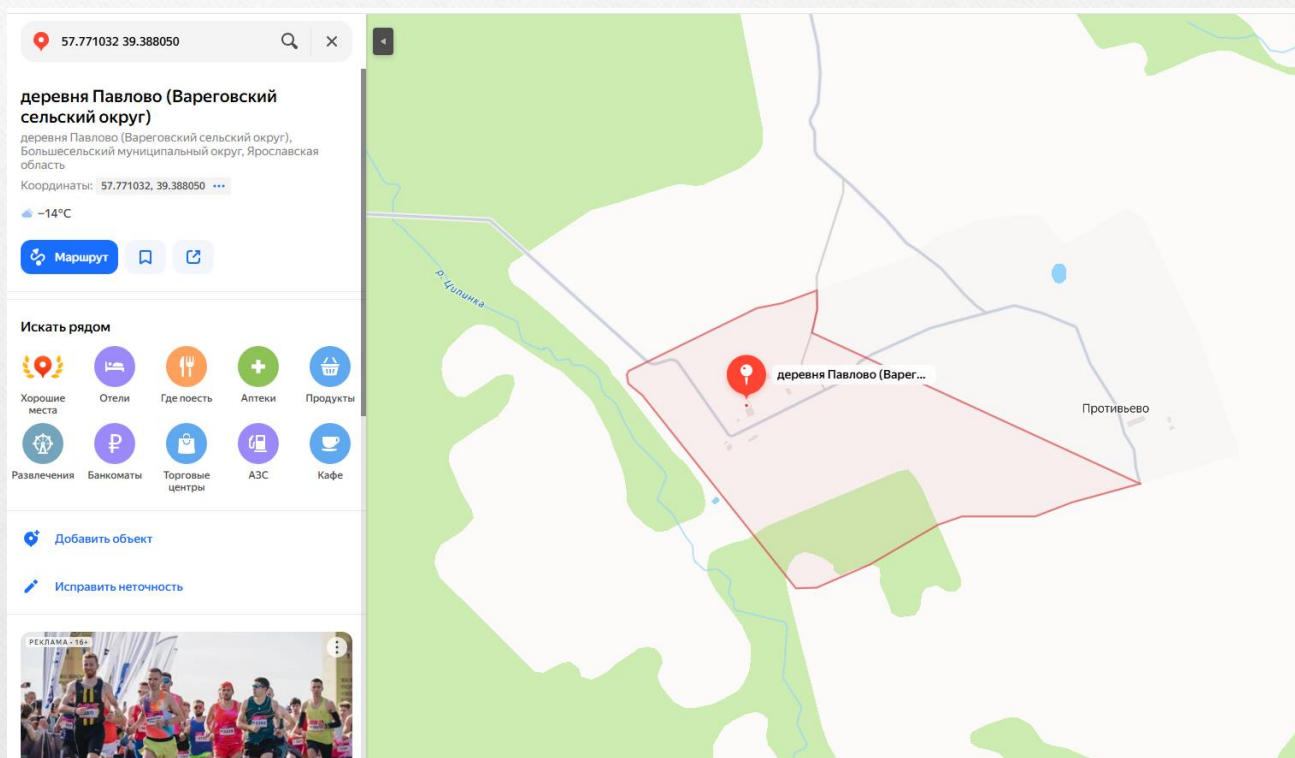 57.771032 39.388050
деревня Павлово (Вареговский
сельский округ)
деревня Павлово (Вареговский сельский округ),
Большесельский муниципальный округ, Ярославская
область
Координаты: 57.771032, 39.388050 •••
−14°C
Маршрут
Искать рядом
Хорошие
места
Отели
Где поесть
Аптеки
Продукты
Развлечения
Банкоматы
Торговые
центры
АЗС
Кафе
Добавить объект
Исправить неточность
РЕКЛАМА • 16+
р. Ципинка
деревня Павлово (Варег...
Противьево